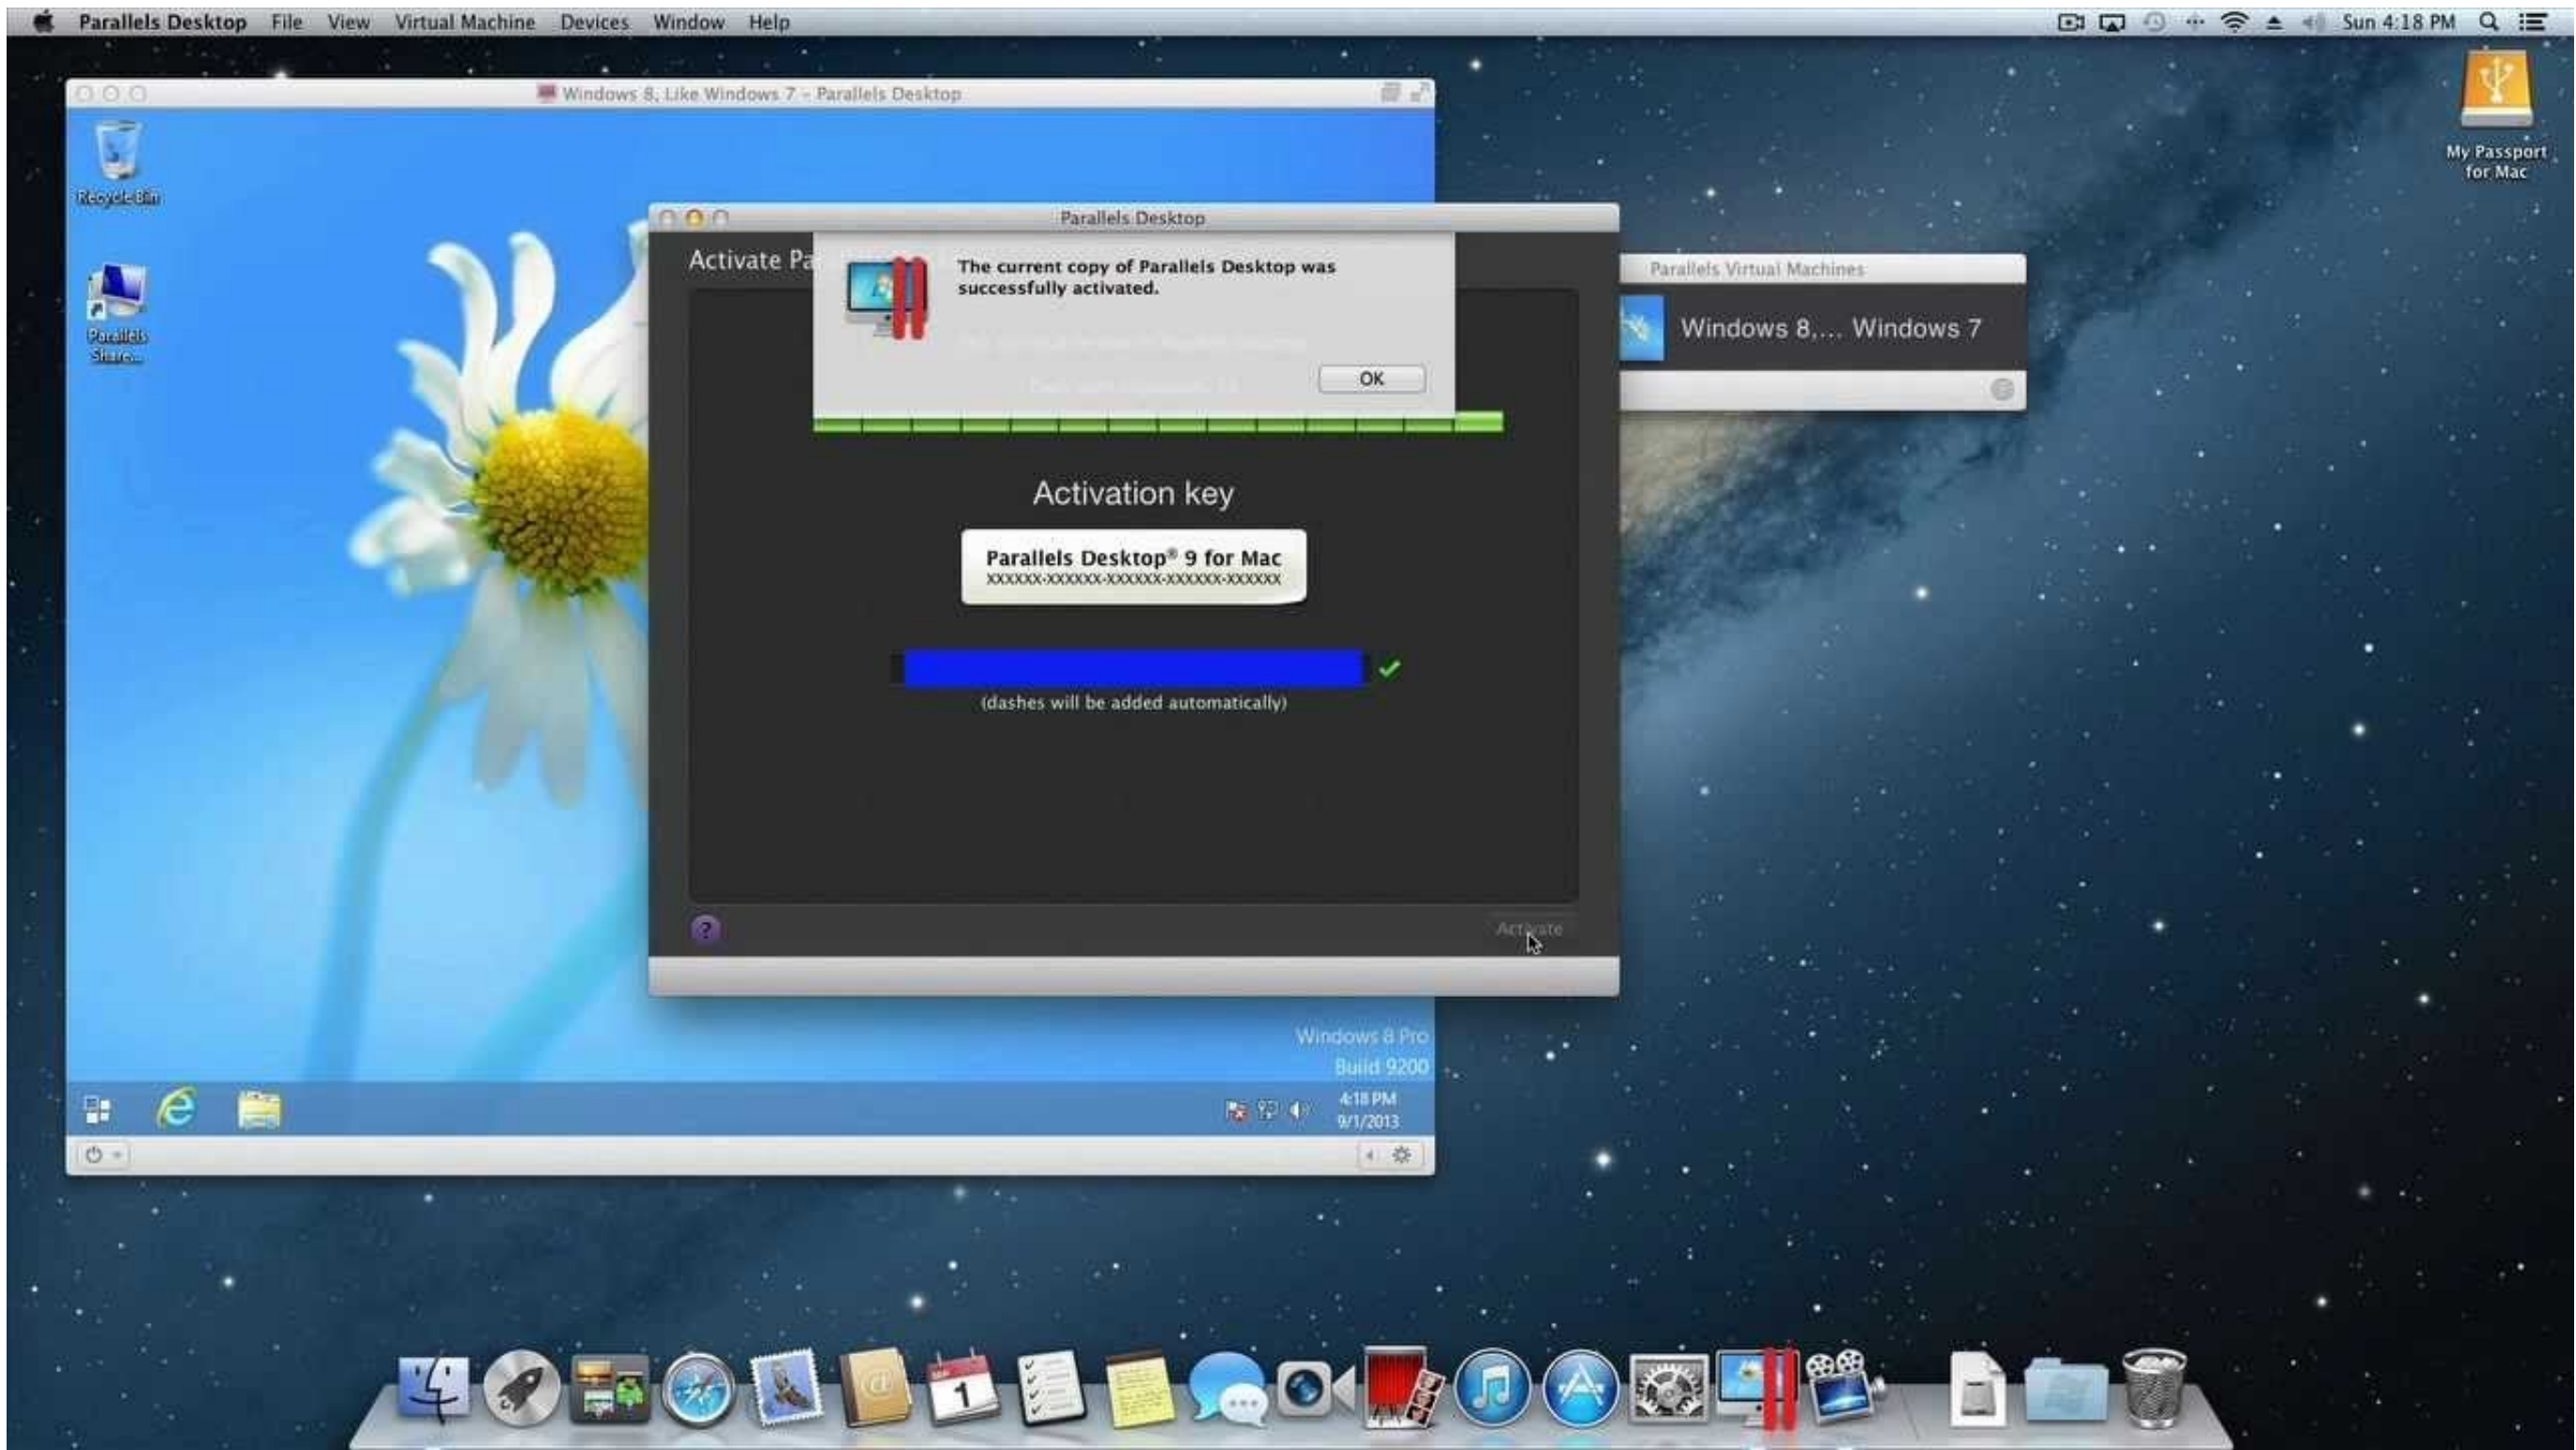 Parallels Desktop File View Virtual Machine Devices Window Help
Sun 4:18 PM
Windows 8, Like Windows 7 - Parallels Desktop
My Passport
for Mac
Recycle Bin
Parallels
Share...
Parallels Desktop
Activate Pa
The current copy of Parallels Desktop was
successfully activated.
OK
Parallels Virtual Machines
Windows 8,... Windows 7
Activation key
Parallels Desktop® 9 for Mac
XXXXXX-XXXXXX-XXXXXX-XXXXXX-XXXXXX
(dashes will be added automatically)
?
Activate
Windows 8 Pro
Build 9200
4:18 PM
9/1/2013
1